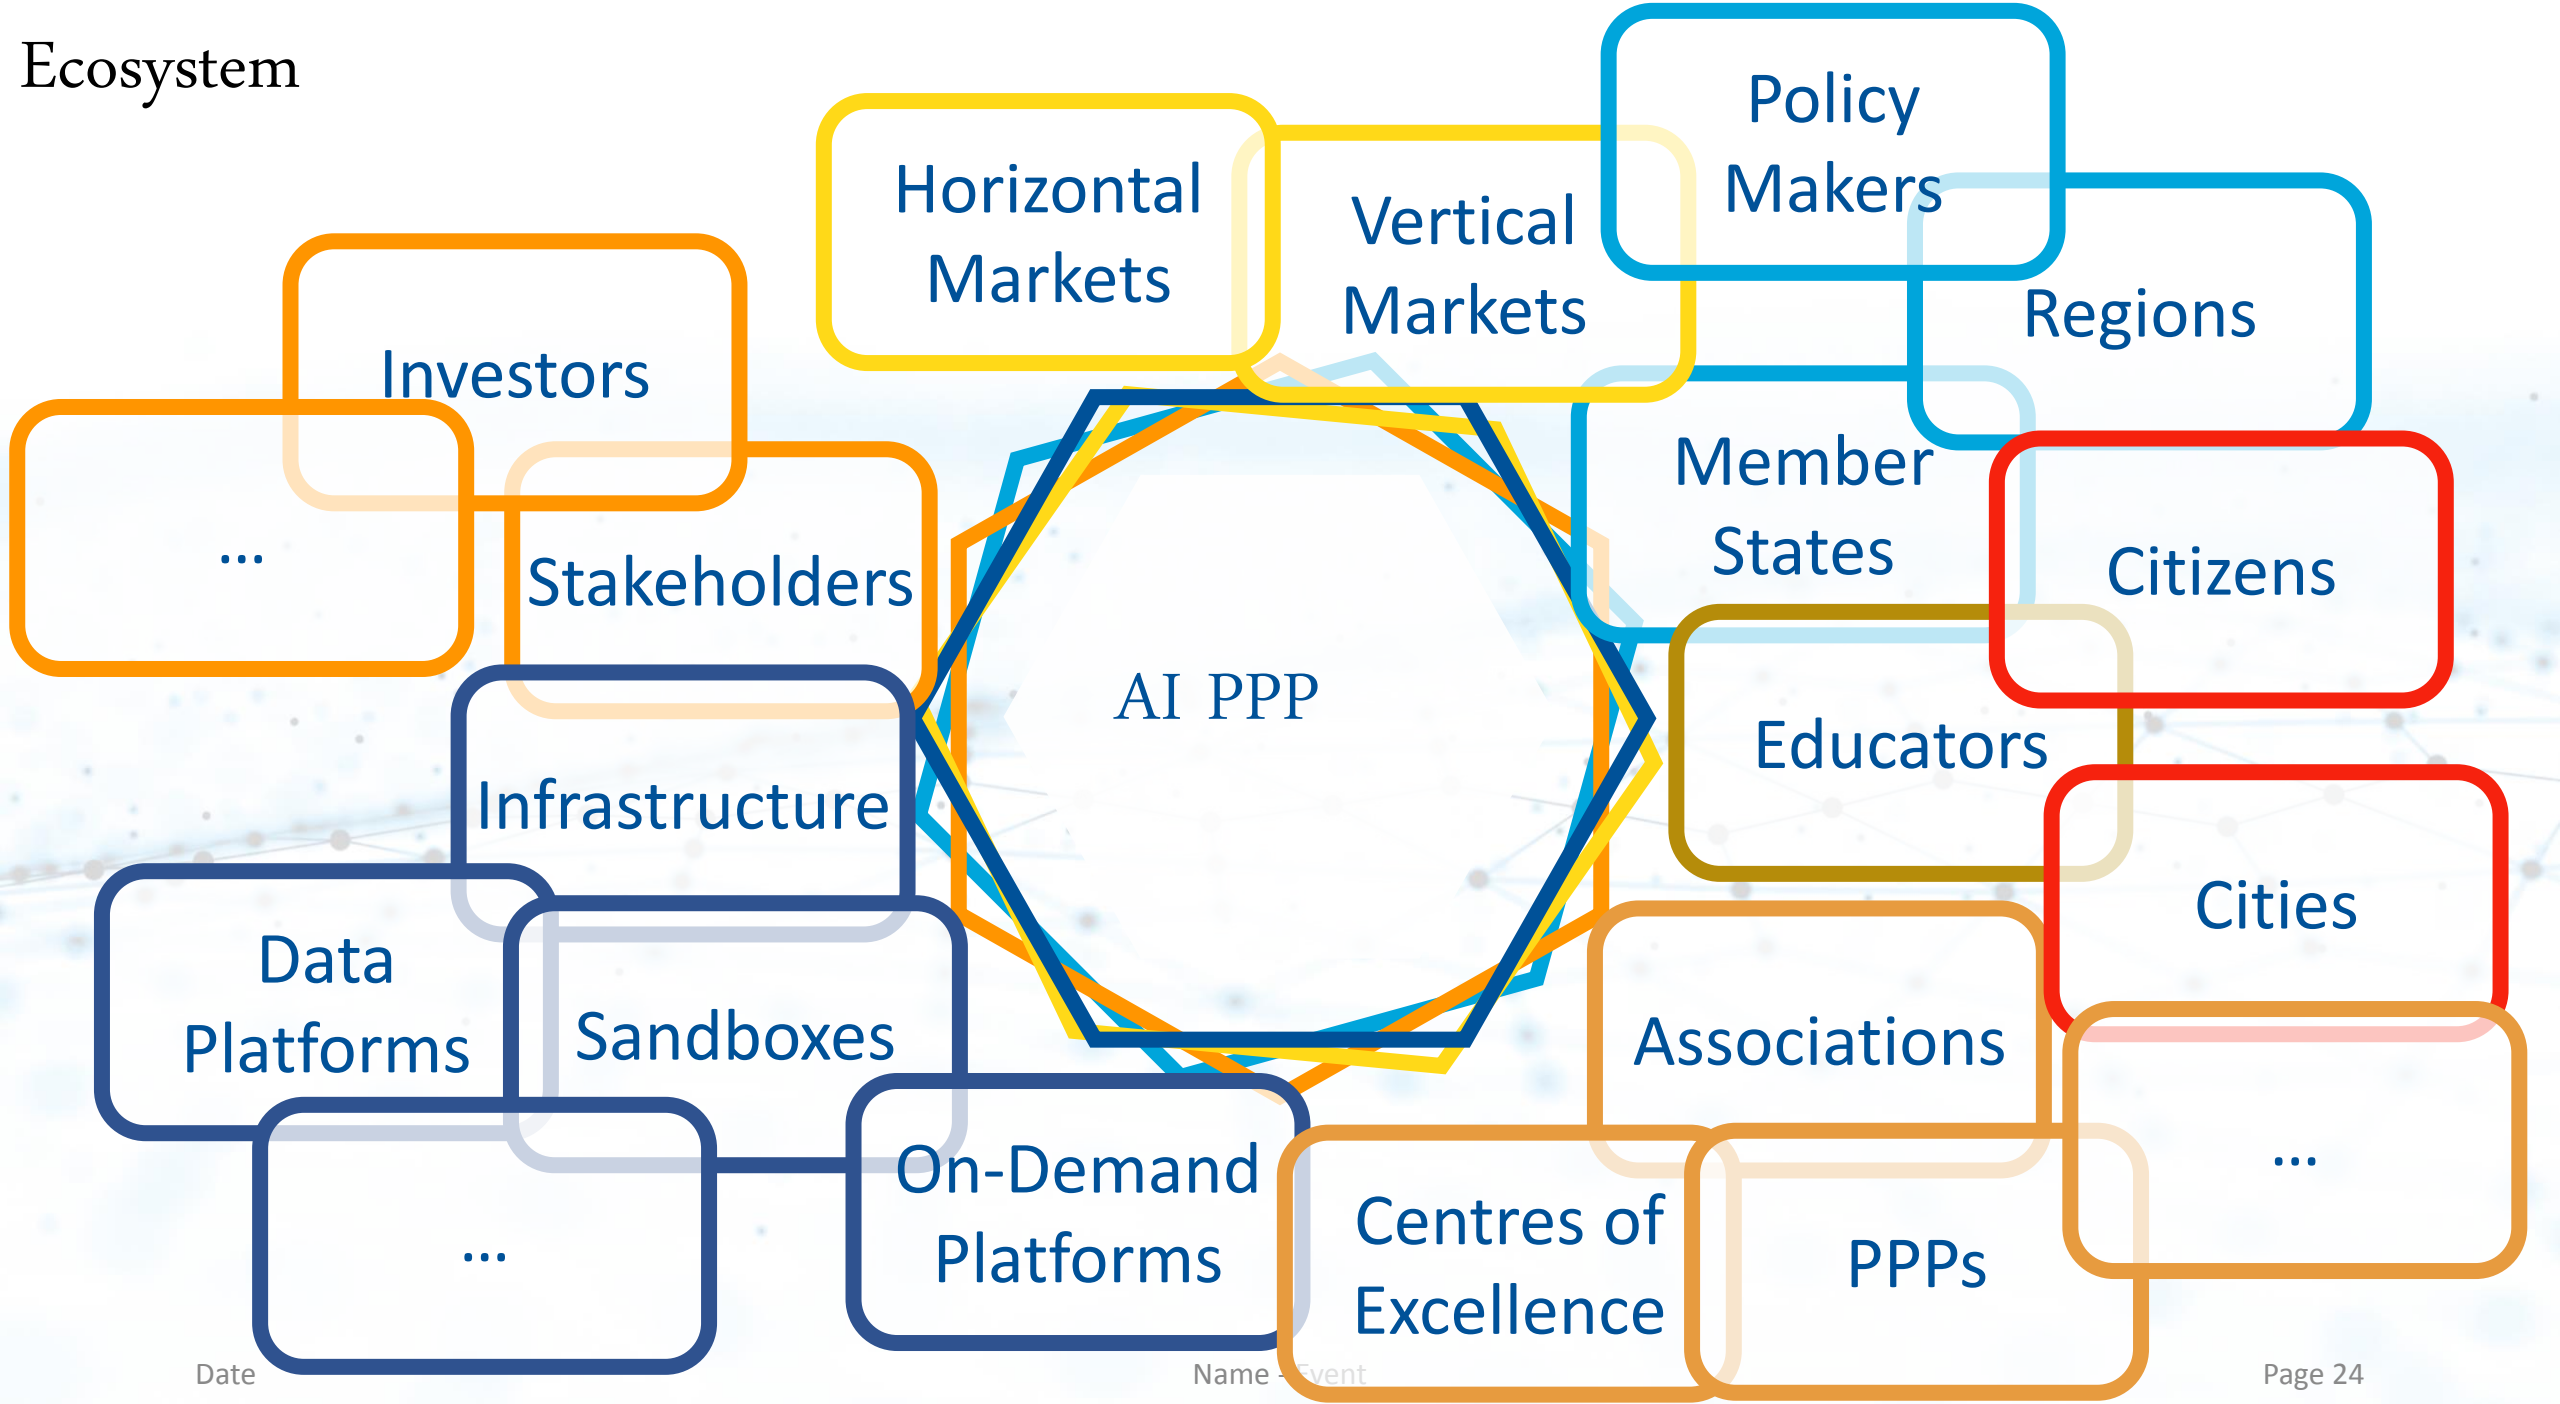 Ecosystem
Horizontal
Markets
Vertical
Markets
Policy
Makers
Regions
Investors
...
Stakeholders
Member
States
Citizens
AI PPP
Educators
Infrastructure
Cities
Data
Platforms
Sandboxes
Associations
...
On-Demand
Platforms
...
Centres of
Excellence
PPPs
Date
Name - Event
Page 24